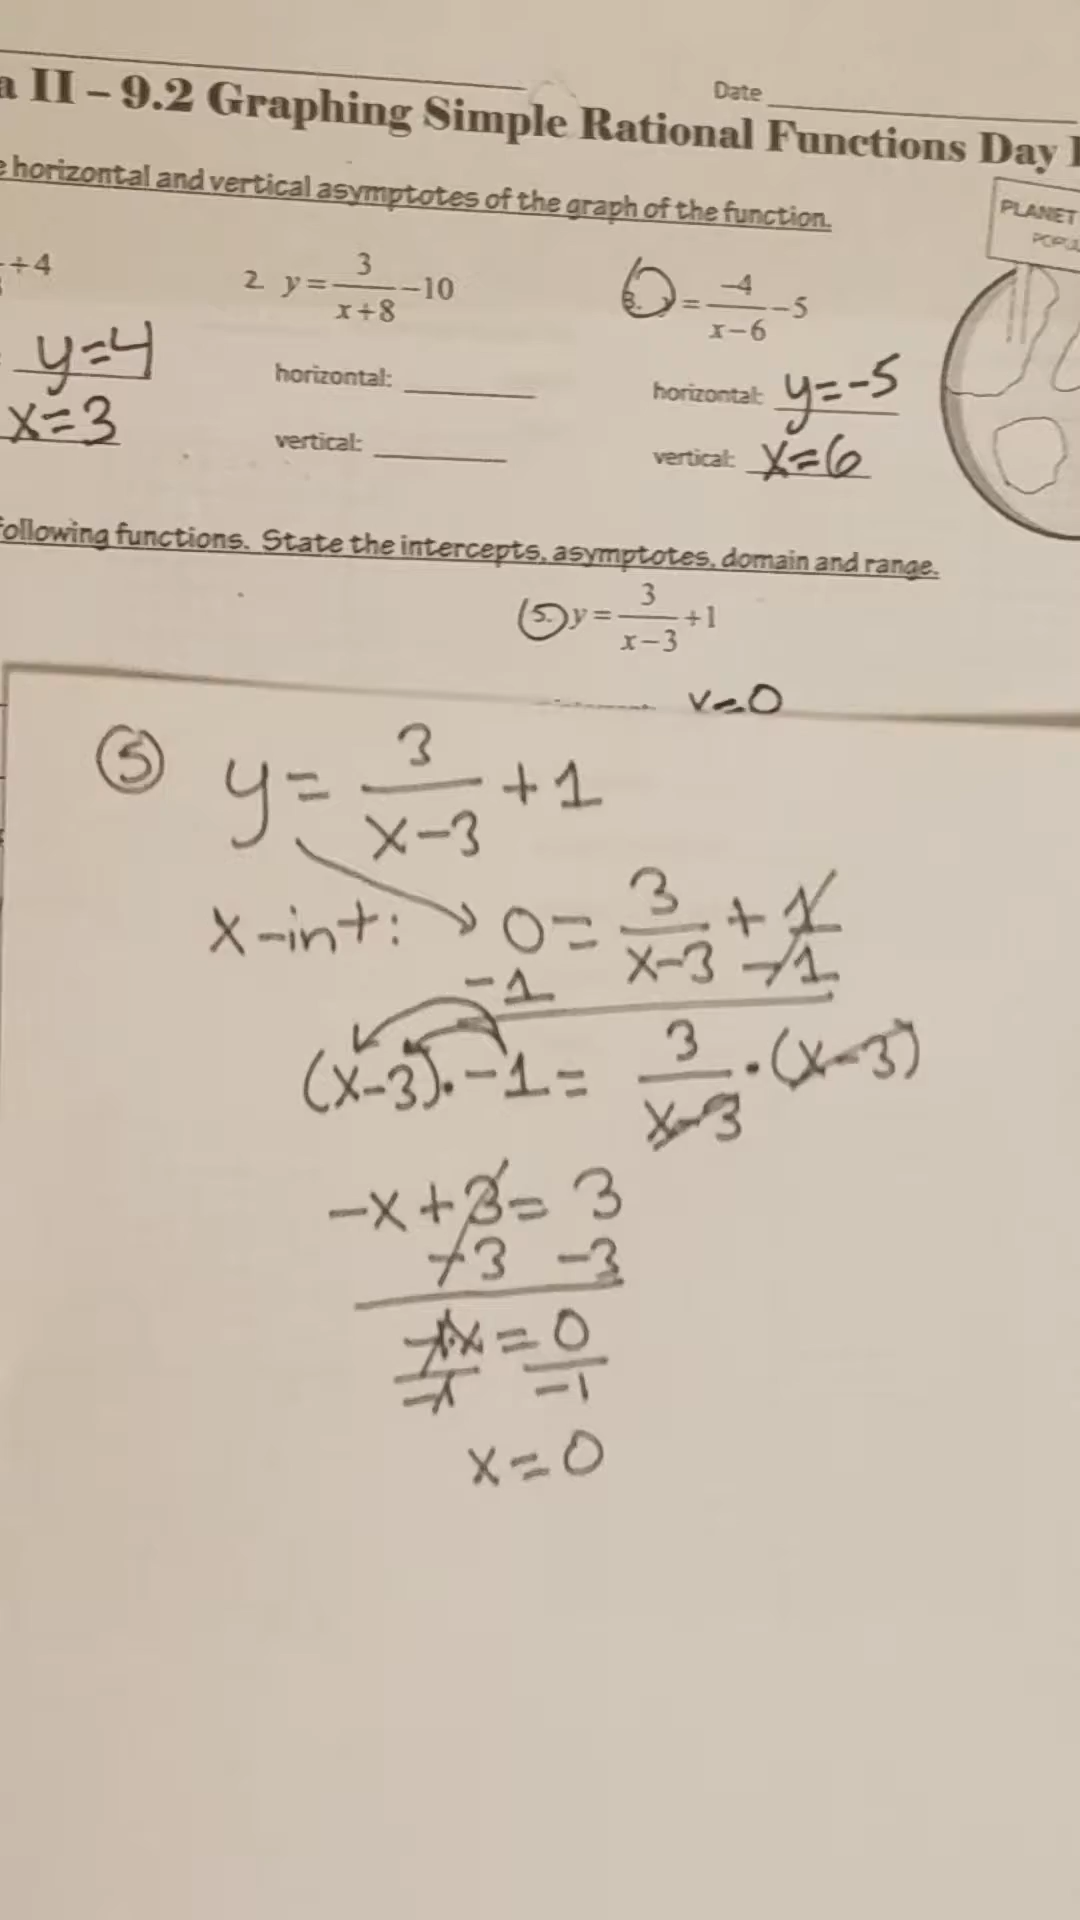 Date
a II – 9.2 Graphing Simple Rational Functions Day
horizontal and vertical asymptotes of the graph of the function.
PLANET
+4
2. y = 3/(x+8) − 10
3. = −4/(x−6) − 5
y=4
horizontal:
horizontal: y=-5
x=3
vertical:
vertical: x=6
following functions. State the intercepts, asymptotes, domain and range.
5. y = 3/(x−3) + 1
x=0
5 y = 3/(x-3) + 1
x-int: 0 = 3/(x-3) + 1
-1 -1
(x-3)·-1 = 3/(x-3) · (x-3)
-x+3=3
-3 -3
-1x/-1 = 0/-1
x=0